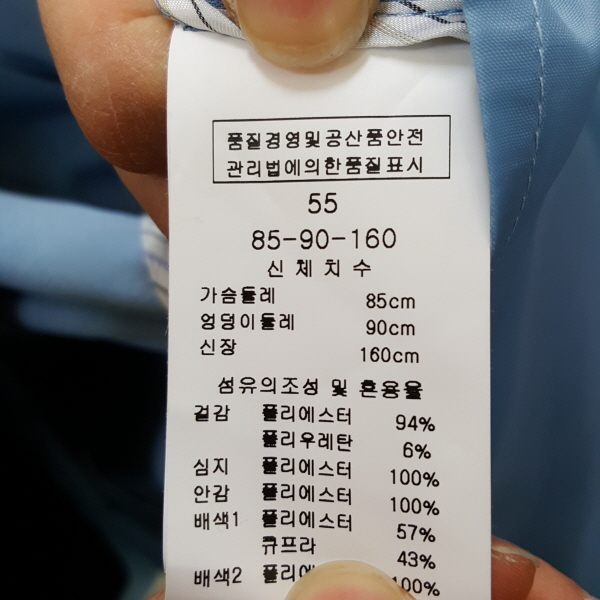 품질경영및공산품안전
관리법에의한품질표시
55
85-90-160
신체치수
가슴둘레 85cm
엉덩이둘레 90cm
신장 160cm
섬유의조성 및 혼용율
겉감 폴리에스터 94%
폴리우레탄 6%
심지 폴리에스터 100%
안감 폴리에스터 100%
배색1 폴리에스터 57%
큐프라 43%
배색2 100%